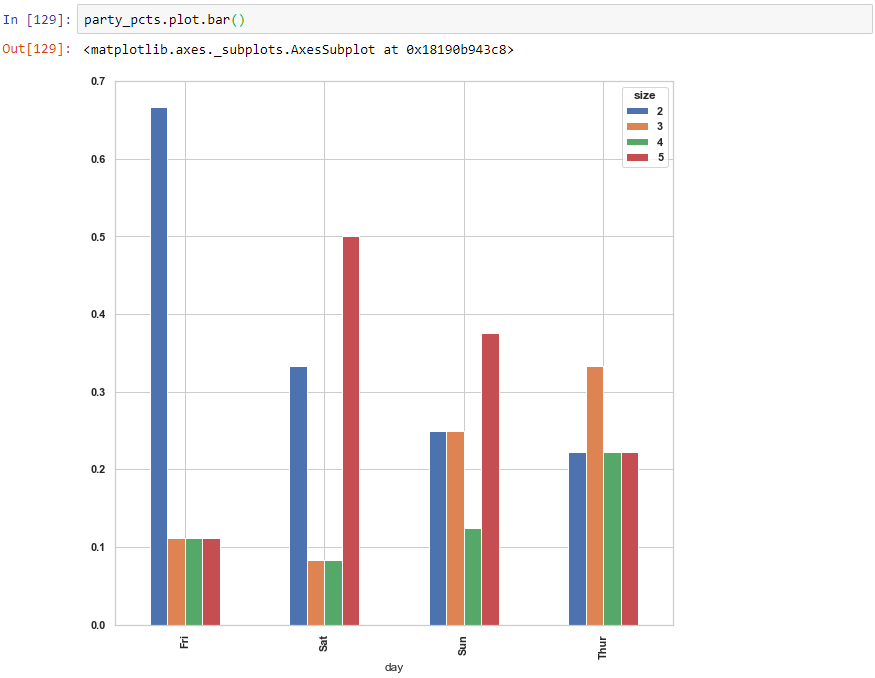 In [129]: party_pcts.plot.bar()
Out[129]: <matplotlib.axes._subplots.AxesSubplot at 0x18190b943c8>
size
2
3
4
5
0.7
0.6
0.5
0.4
0.3
0.2
0.1
0.0
Fri
Sat
Sun
Thur
day